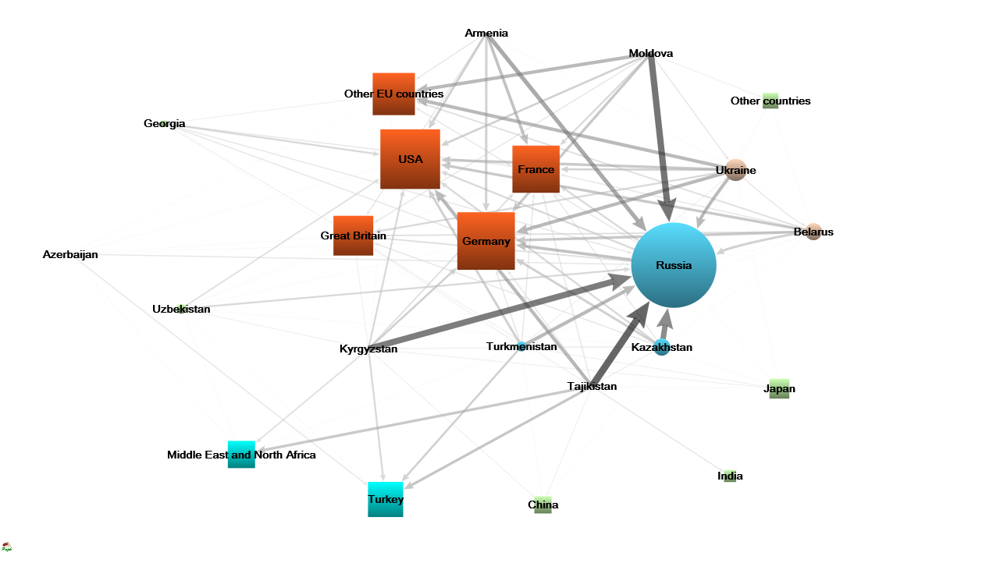 Armenia
Moldova
Other EU countries
Other countries
Georgia
USA
France
Ukraine
Great Britain
Germany
Belarus
Azerbaijan
Russia
Uzbekistan
Kyrgyzstan
Turkmenistan
Kazakhstan
Tajikistan
Japan
Middle East and North Africa
India
Turkey
China